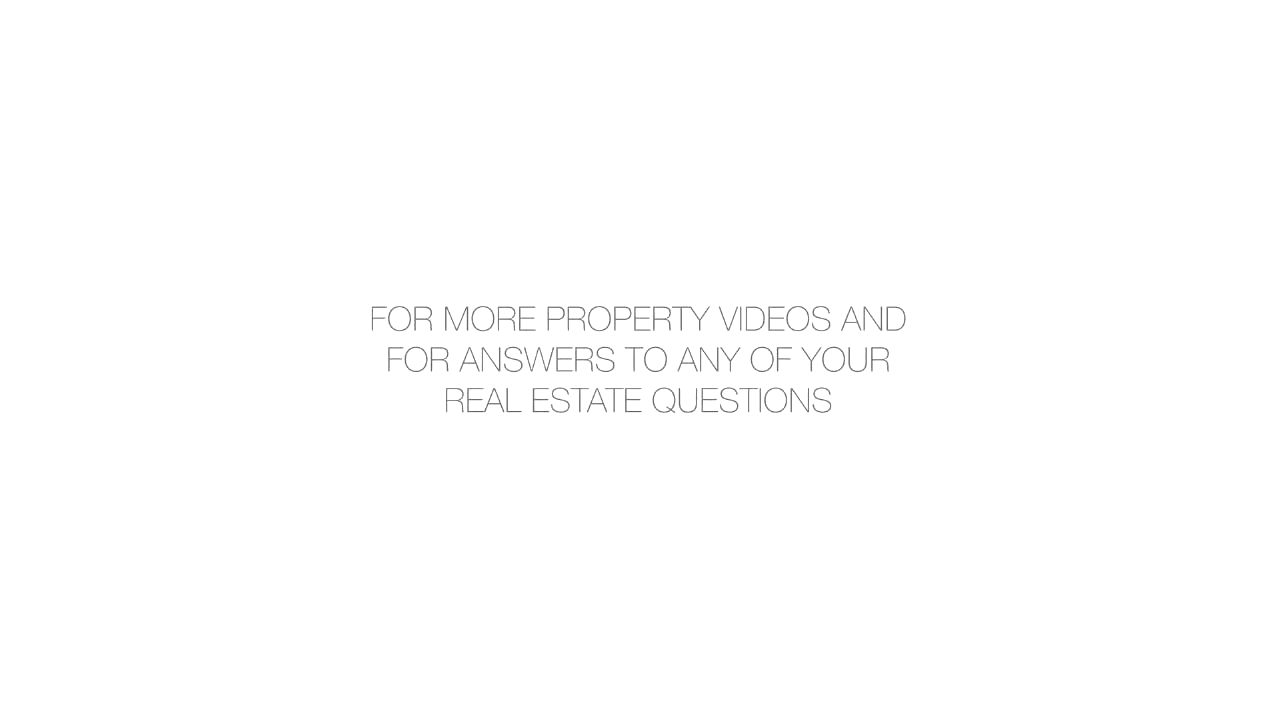 FOR MORE PROPERTY VIDEOS AND
FOR ANSWERS TO ANY OF YOUR
REAL ESTATE QUESTIONS